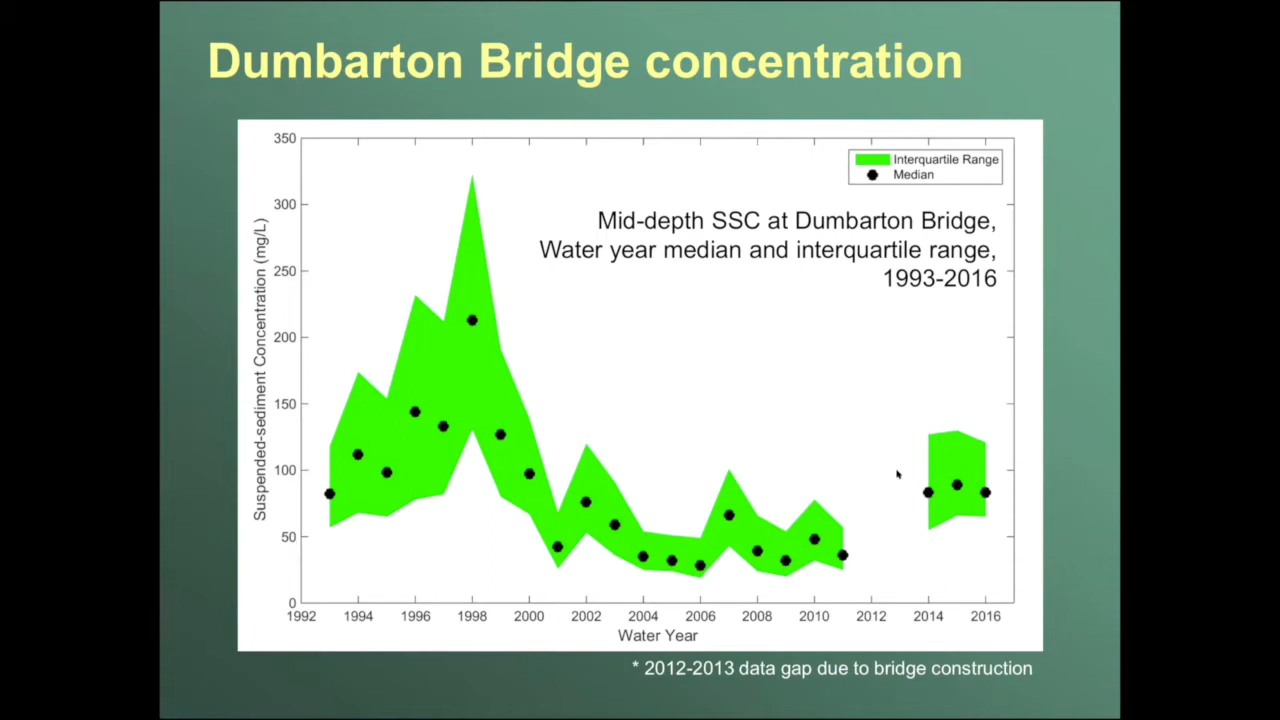 Dumbarton Bridge concentration
350
300
250
200
150
100
50
0
Suspended-sediment Concentration (mg/L)
Interquartile Range
Median
Mid-depth SSC at Dumbarton Bridge,
Water year median and interquartile range,
1993-2016
1992 1994 1996 1998 2000 2002 2004 2006 2008 2010 2012 2014 2016
Water Year
* 2012-2013 data gap due to bridge construction